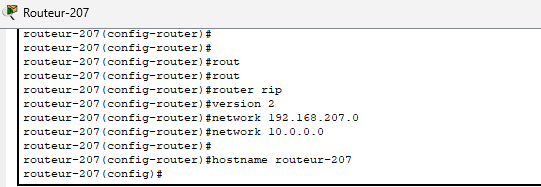 Routeur-207
routeur-207(config-router)#
routeur-207(config-router)#
routeur-207(config-router)#rout
routeur-207(config-router)#rout
routeur-207(config-router)#router rip
routeur-207(config-router)#version 2
routeur-207(config-router)#network 192.168.207.0
routeur-207(config-router)#network 10.0.0.0
routeur-207(config-router)#
routeur-207(config-router)#hostname routeur-207
routeur-207(config)#